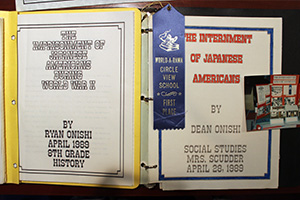 THE
INTERNMENT OF
JAPANESE
AMERICANS
DURING
WORLD WAR II
BY
RYAN ONISHI
APRIL 1989
8TH GRADE
HISTORY
WORLD-A-RAMA
CIRCLE
VIEW
SCHOOL
FIRST
PLACE
THE INTERNMENT
OF JAPANESE
AMERICANS
BY
DEAN ONISHI
SOCIAL STUDIES
MRS. SCUDDER
APRIL 28, 1989